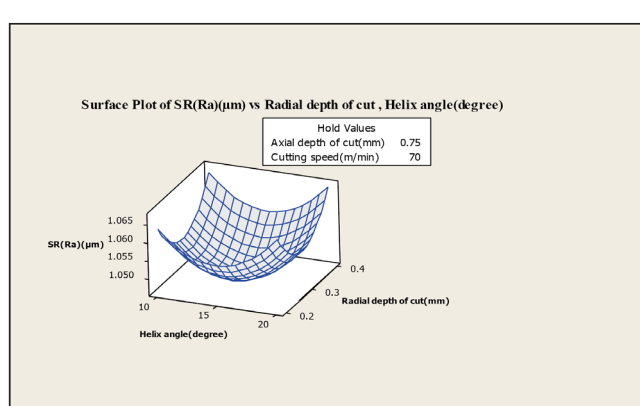 Surface Plot of SR(Ra)(μm) vs Radial depth of cut , Helix angle(degree)
Hold Values
Axial depth of cut(mm) 0.75
Cutting speed(m/min) 70
1.065
SR(Ra)(μm) 1.060
1.055
1.050
0.4
0.3
Radial depth of cut(mm)
0.2
10
15
20
Helix angle(degree)